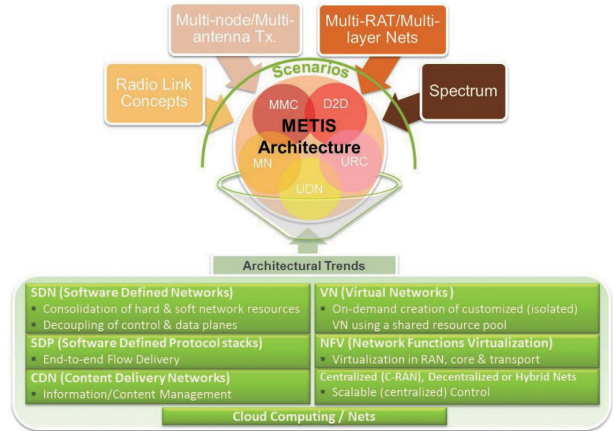 Multi-node/Multi-
antenna Tx.
Multi-RAT/Multi-
layer Nets
Radio Link
Concepts
Scenarios
Spectrum
MMC
D2D
METIS
Architecture
MN
URC
UDN
Architectural Trends
SDN (Software Defined Networks)
▪ Consolidation of hard & soft network resources
▪ Decoupling of control & data planes
SDP (Software Defined Protocol stacks)
▪ End-to-end Flow Delivery
CDN (Content Delivery Networks)
▪ Information/Content Management
VN (Virtual Networks )
▪ On-demand creation of customized (isolated)
VN using a shared resource pool
NFV (Network Functions Virtualization)
▪ Virtualization in RAN, core & transport
Centralized (C-RAN), Decentralized or Hybrid Nets
▪ Scalable (centralized) Control
Cloud Computing / Nets